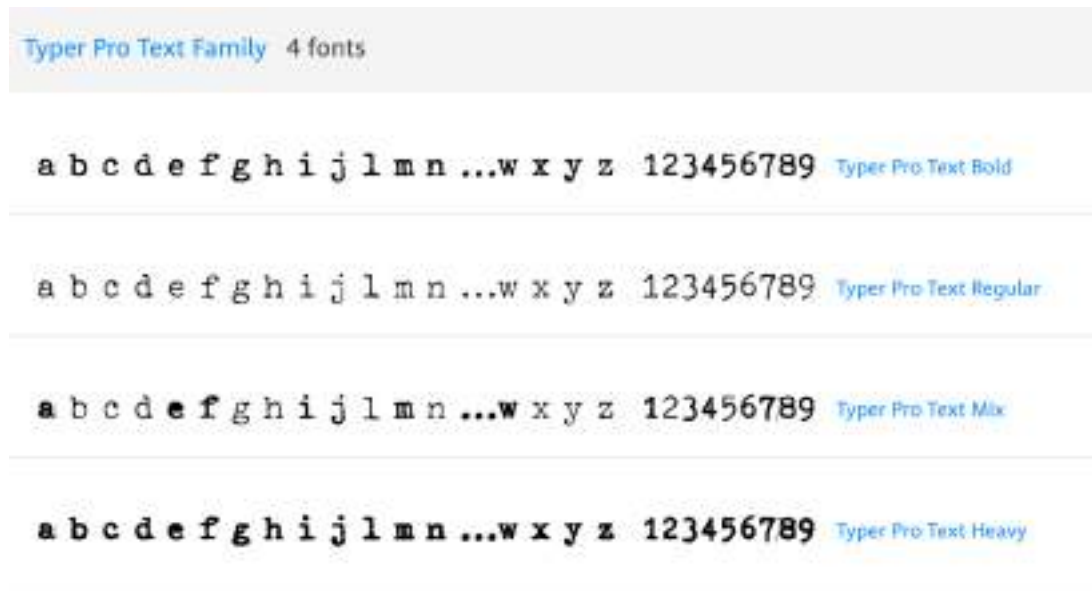 Typer Pro Text Family 4 fonts
a b c d e f g h i j l m n ...w x y z 123456789 Typer Pro Text Bold
a b c d e f g h i j l m n ...w x y z 123456789 Typer Pro Text Regular
a b c d e f g h i j l m n ...w x y z 123456789 Typer Pro Text Mix
a b c d e f g h i j l m n ...w x y z 123456789 Typer Pro Text Heavy